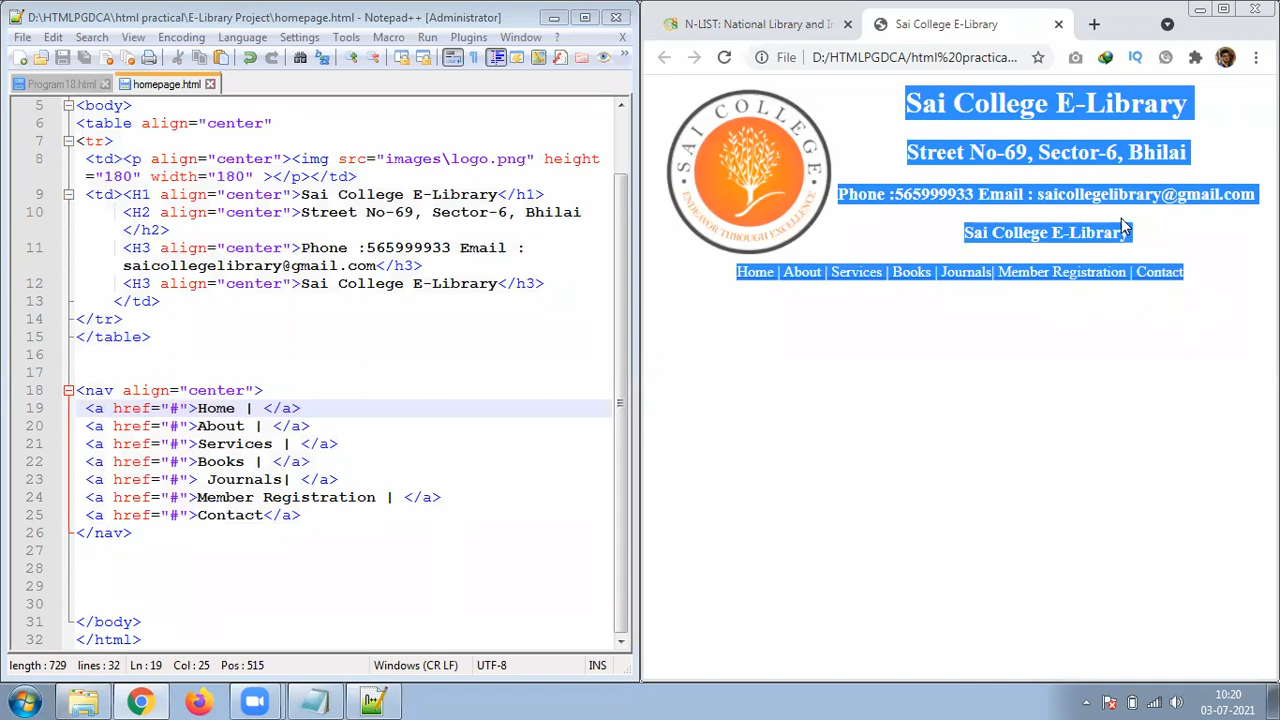 D:\HTMLPGDCA\html practical\E-Library Project\homepage.html - Notepad++ [Administrator]
File Edit Search View Encoding Language Settings Tools Macro Run Plugins Window ? X
Program18.html homepage.html
5 <body>
6 <table align="center"
7 <tr>
8 <td><p align="center"><img src="images\logo.png" height
="180" width="180" ></p></td>
9 <td><H1 align="center">Sai College E-Library</h1>
10 <H2 align="center">Street No-69, Sector-6, Bhilai
</h2>
11 <H3 align="center">Phone :565999933 Email :
saicollegelibrary@gmail.com</h3>
12 <H3 align="center">Sai College E-Library</h3>
13 </td>
14 </tr>
15 </table>
16
17
18 <nav align="center">
19 <a href="#">Home | </a>
20 <a href="#">About | </a>
21 <a href="#">Services | </a>
22 <a href="#">Books | </a>
23 <a href="#"> Journals| </a>
24 <a href="#">Member Registration | </a>
25 <a href="#">Contact</a>
26 </nav>
27
28
29
30
31 </body>
32 </html>
length : 729 lines : 32 Ln : 19 Col : 25 Pos : 515 Windows (CR LF) UTF-8 INS
N-LIST: National Library and In
Sai College E-Library
File D:/HTMLPGDCA/html%20practica...
IQ
SAI COLLEGE
ENDEAVOR THROUGH EXCELLENCE
Sai College E-Library
Street No-69, Sector-6, Bhilai
Phone :565999933 Email : saicollegelibrary@gmail.com
Sai College E-Library
Home | About | Services | Books | Journals| Member Registration | Contact
10:20
03-07-2021